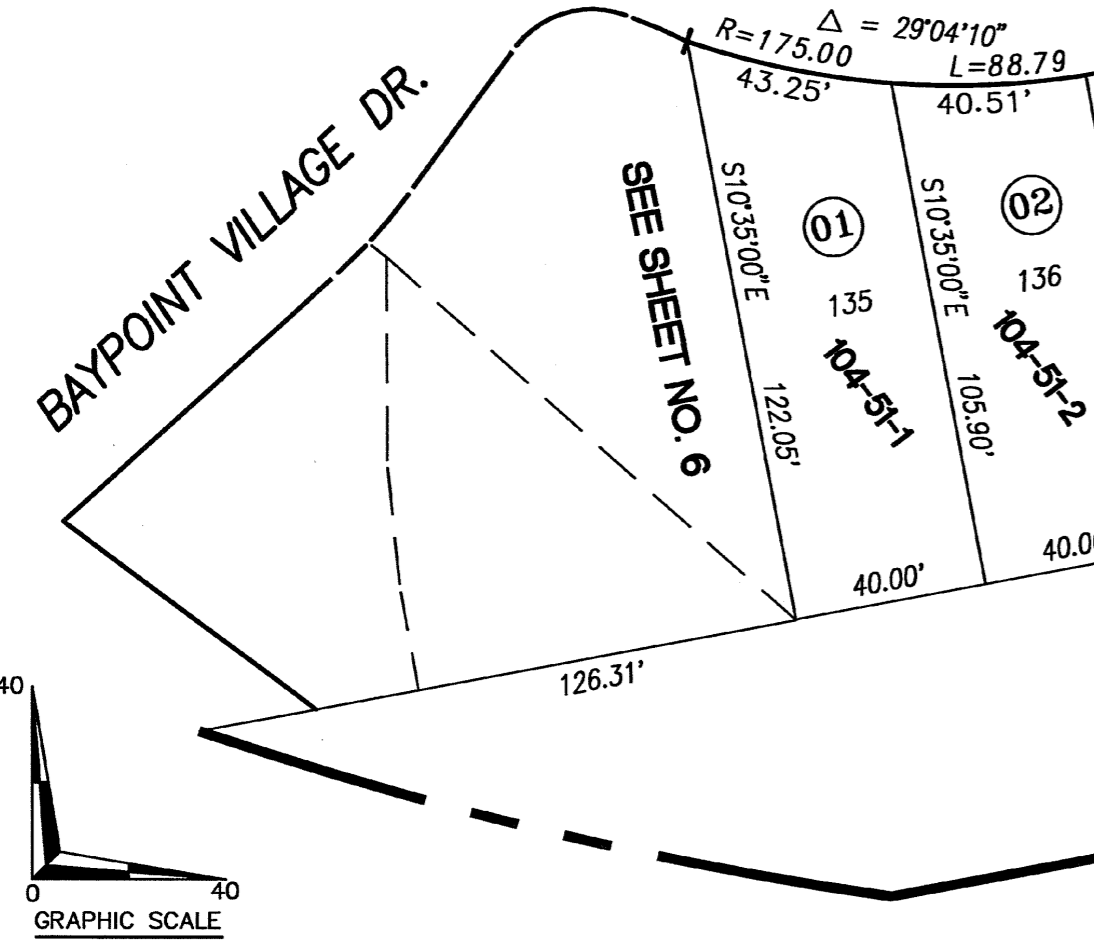 Δ = 29°04'10"
R=175.00
L=88.79
43.25'
40.51'
BAYPOINT VILLAGE DR.
SEE SHEET NO. 6
S10°35'00"E
122.05'
01
135
104-51-1
S10°35'00"E
105.90'
02
136
104-51-2
40.00'
40.00
126.31'
40
0
40
GRAPHIC SCALE